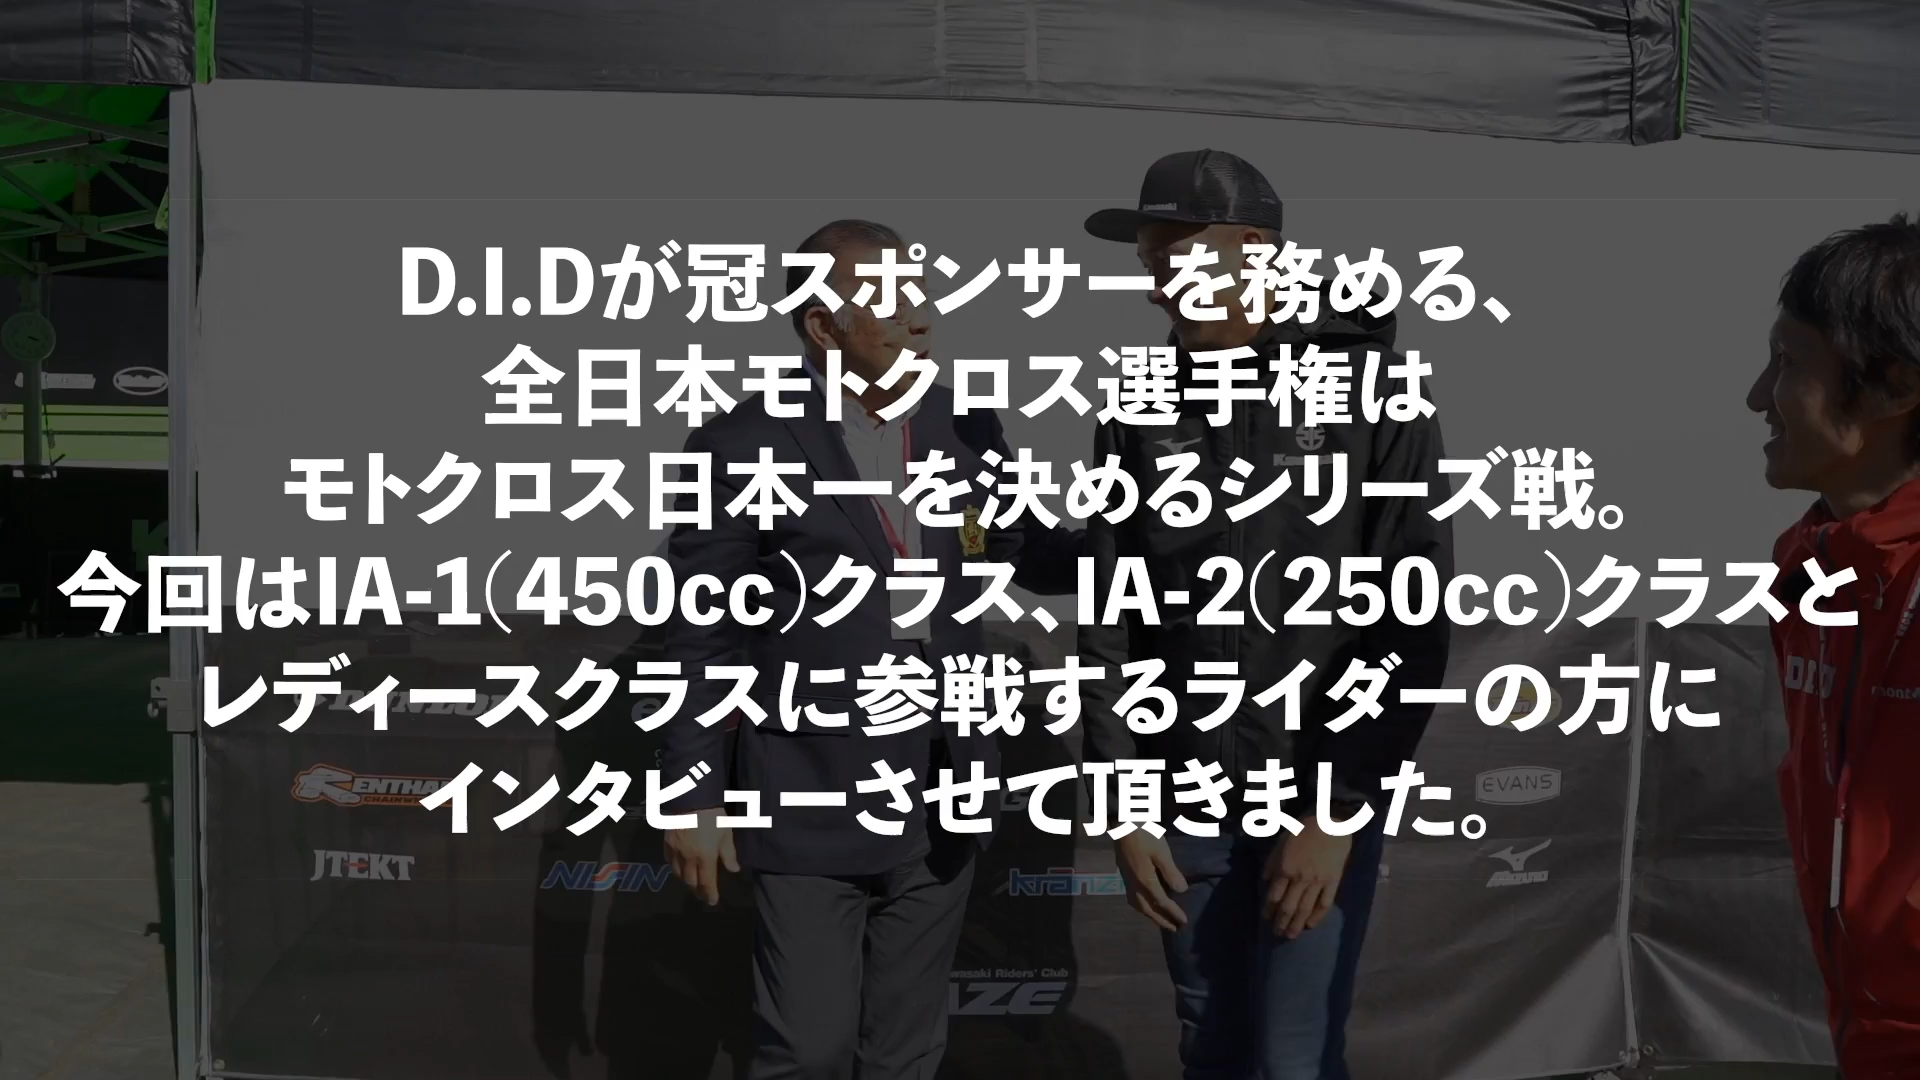 D.I.Dが冠スポンサーを務める、
全日本モトクロス選手権は
モトクロス日本一を決めるシリーズ戦。
今回はIA-1(450cc)クラス、IA-2(250cc)クラスと
レディースクラスに参戦するライダーの方に
インタビューさせて頂きました。
EVANS
JTEKT
NISSIN
kränzl
MIZUNO
Riders' Club